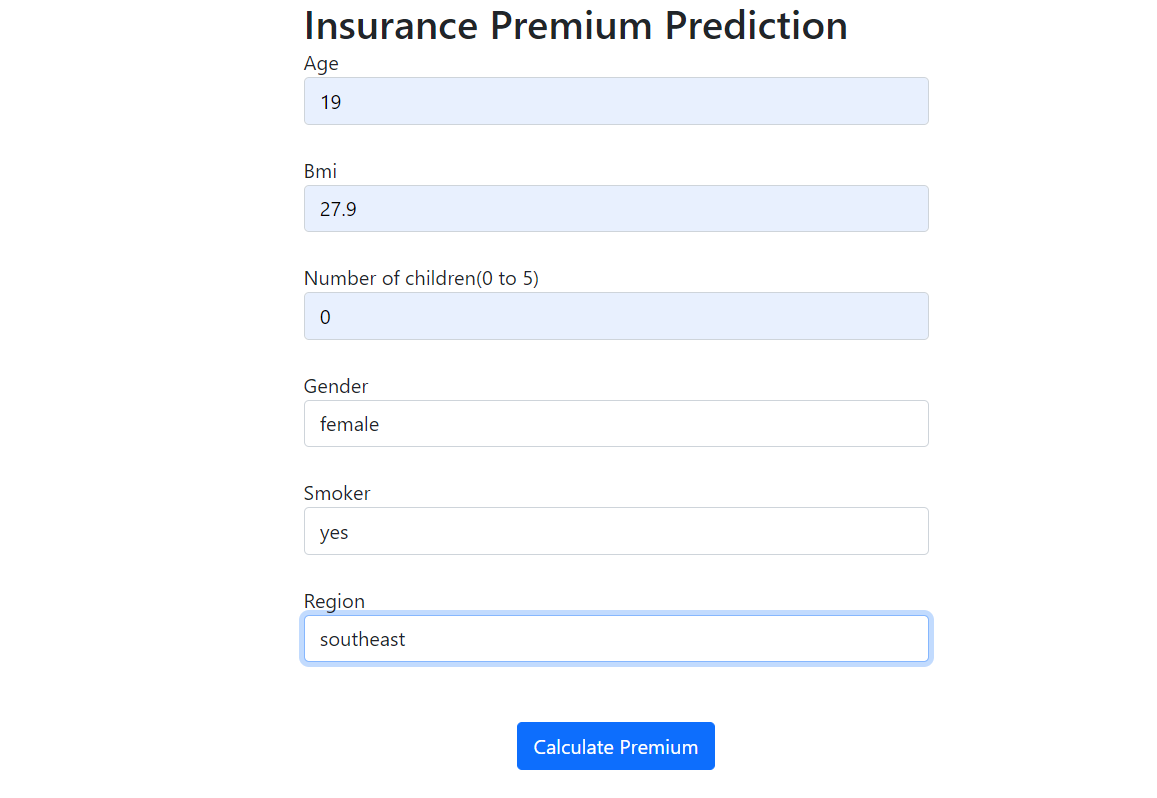 Insurance Premium Prediction
Age
19
Bmi
27.9
Number of children(0 to 5)
0
Gender
female
Smoker
yes
Region
southeast
Calculate Premium